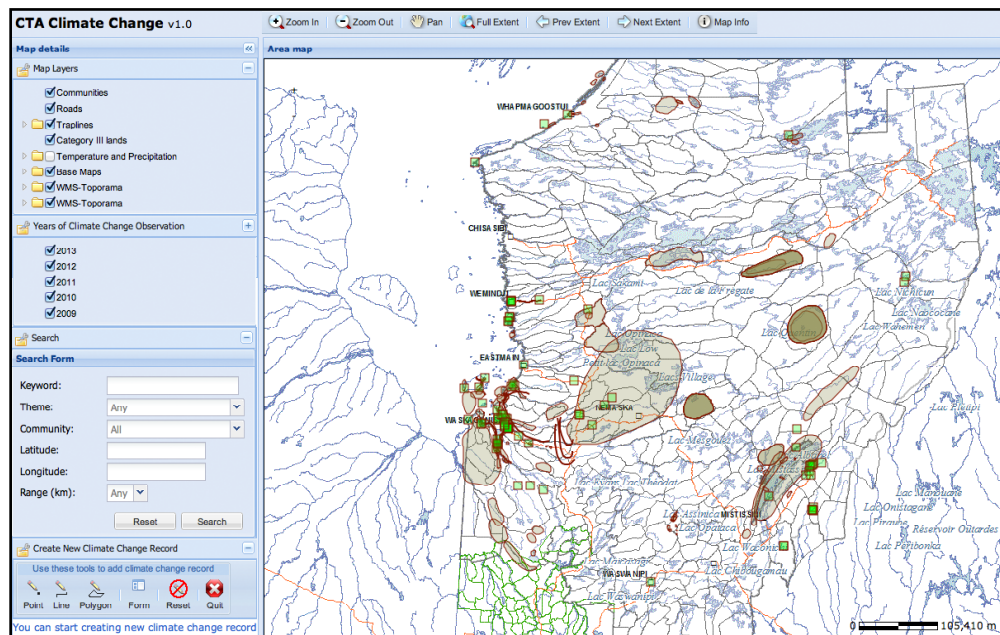 CTA Climate Change v1.0
Zoom In Zoom Out Pan Full Extent Prev Extent Next Extent Map Info
Map details
Area map
Map Layers
Communities
Roads
Traplines
Category III lands
Temperature and Precipitation
Base Maps
WMS-Toporama
WMS-Toporama
Years of Climate Change Observation
2013
2012
2011
2010
2009
Search
Search Form
Keyword:
Theme: Any
Community: All
Latitude:
Longitude:
Range (km): Any
Reset Search
Create New Climate Change Record
Use these tools to add climate change record
Point Line Polygon Form Reset Quit
You can start creating new climate change record
WHAPMAGOOSTUI
CHISASIBI
Lac Sakami
Lac de la Frégate
Lac Nichicun
WEMINDJI
Lac Naococane
Lac Wahemen
Lac Opinaca
Lac Low
EASTMAIN
NEMASKA
Lac Pletipi
Lac Mesgouez
Lac Manouane
Lac Onistagane
Lac Assinica
MISTISSINI
Lac Opataca
Réservoir Outardes
Lac Péribonka
Lac Waconichi
Lac Chibougamau
WASWANIPI
Lac Waswanipi
0 105,410 m